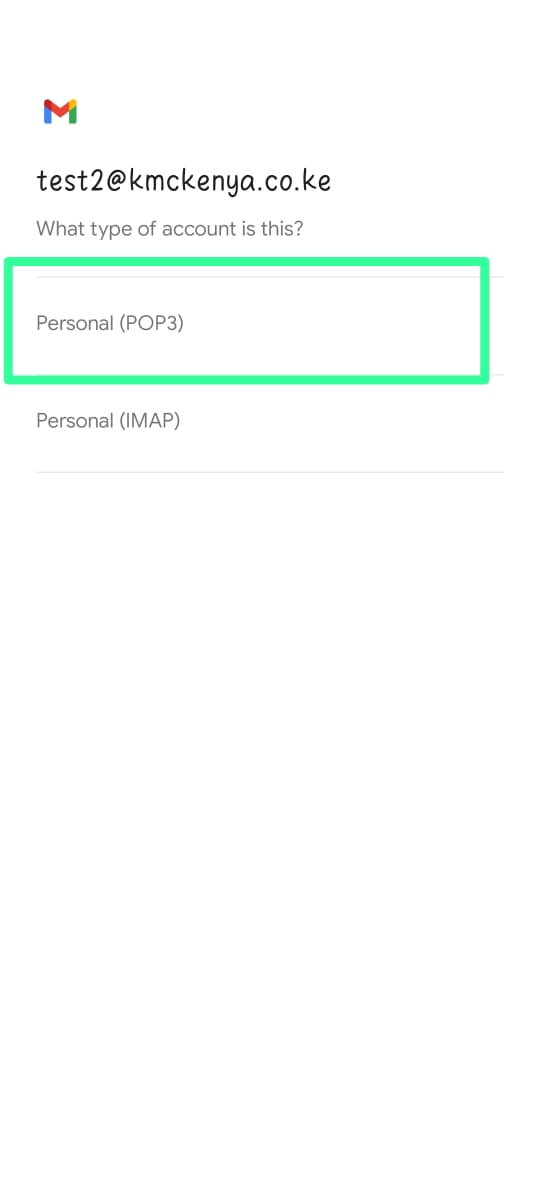 test2@kmckenya.co.ke
What type of account is this?
Personal (POP3)
Personal (IMAP)